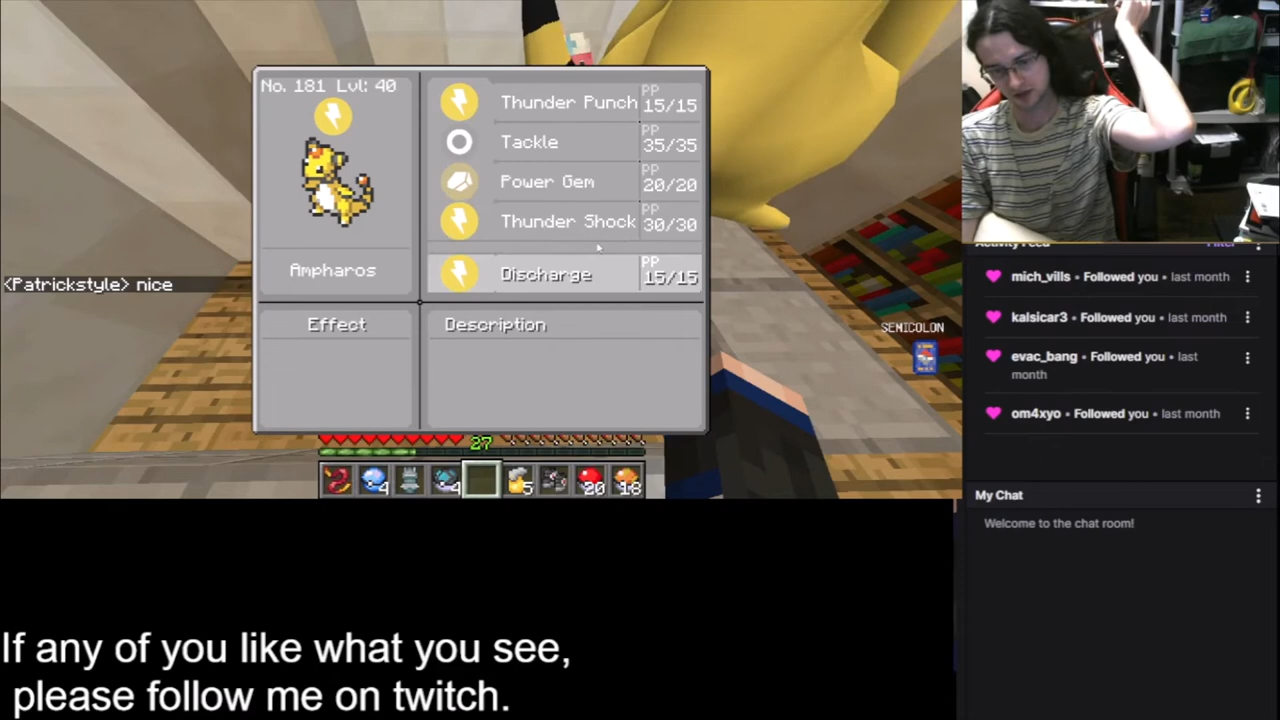 No. 181 Lvl: 40
Thunder Punch
PP
15/15
Tackle
PP
35/35
Power Gem
PP
20/20
Thunder Shock
PP
30/30
Ampharos
Discharge
PP
15/15
<Patrickstyle> nice
Effect
Description
SEMICOLON
27
4
4
5
20
18
Activity Feed
Filter
mich_vills • Followed you • last month
kalsicar3 • Followed you • last month
evac_bang • Followed you • last
month
om4xyo • Followed you • last month
My Chat
Welcome to the chat room!
If any of you like what you see,
please follow me on twitch.